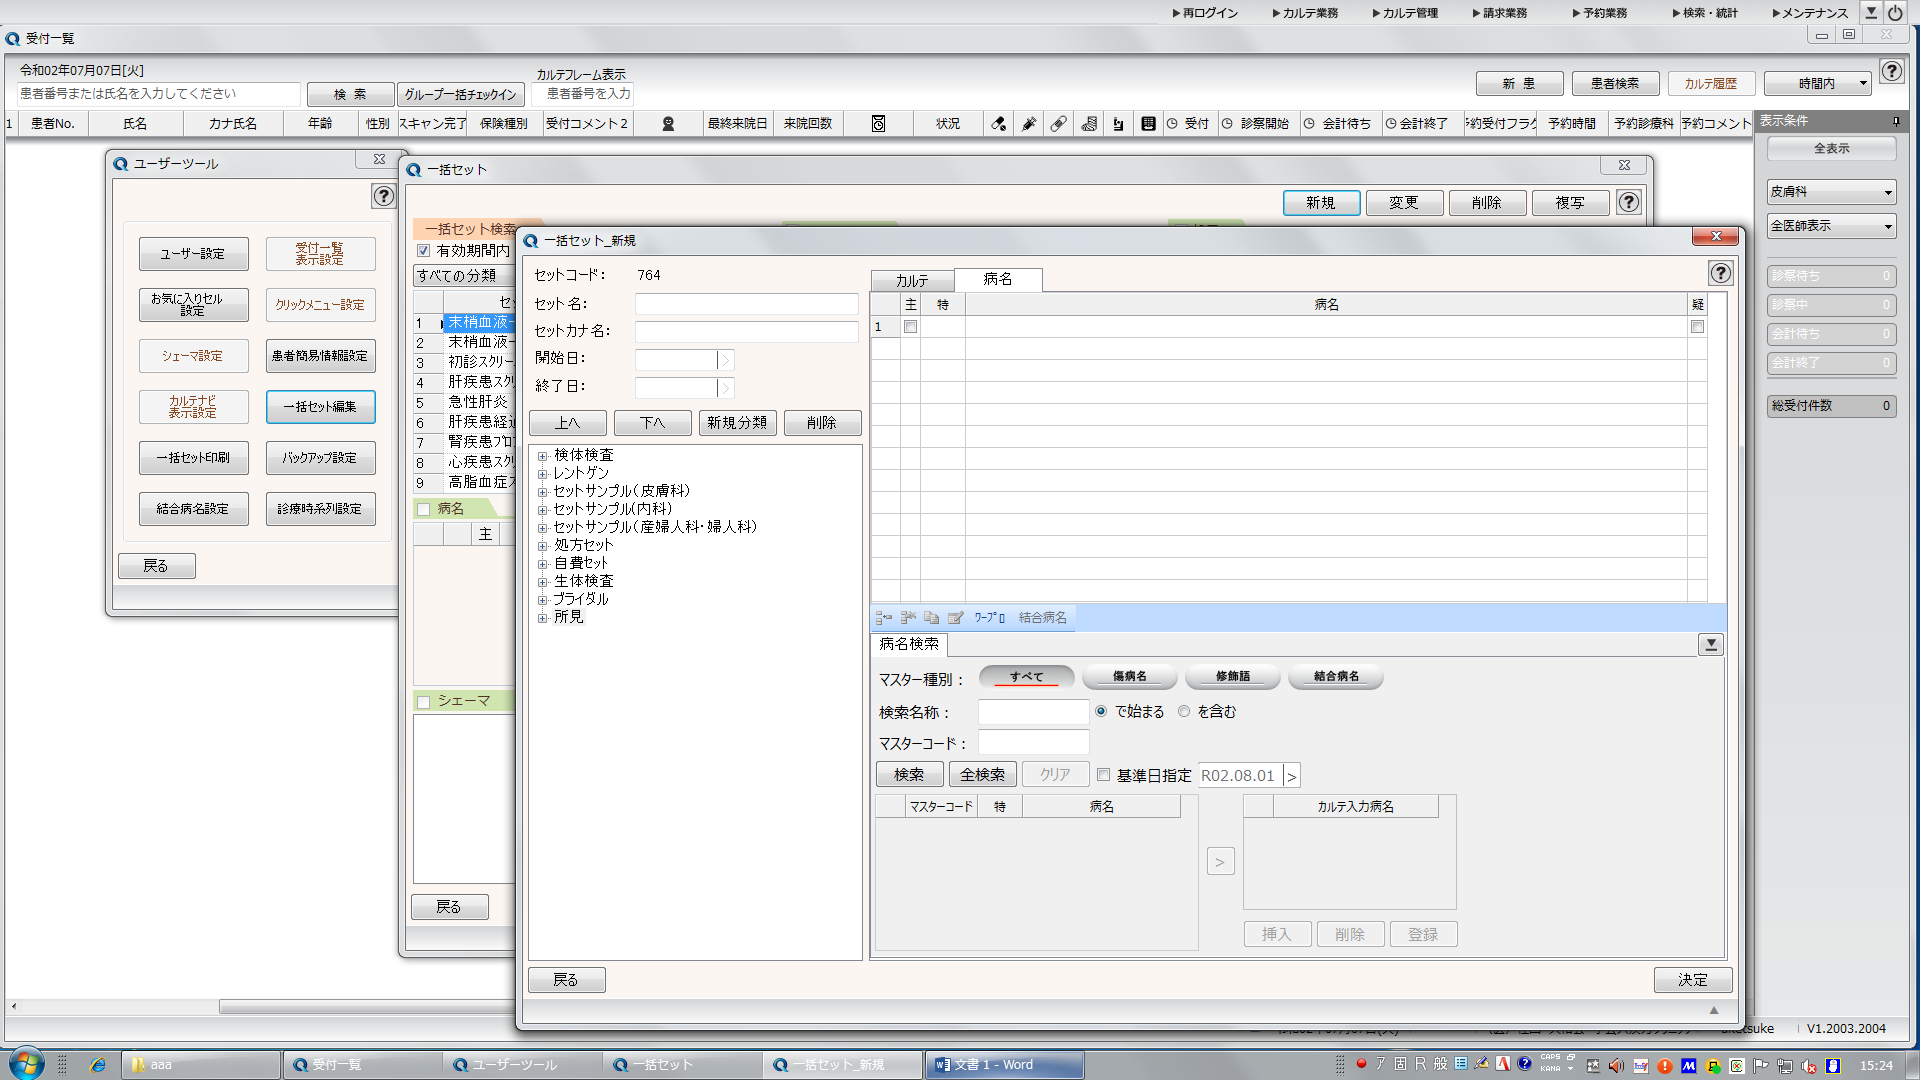 ▶再ログイン ▶カルテ業務 ▶カルテ管理 ▶請求業務 ▶予約業務 ▶検索・統計 ▶メンテナンス
受付一覧
令和02年07月07日[火]
カルテフレーム表示
患者番号または氏名を入力してください 検 索 グループ一括チェックイン 患者番号を入力
新 患 患者検索 カルテ履歴 時間内 ?
1 患者No. 氏名 カナ氏名 年齢 性別 スキャン完了 保険種別 受付コメント2 最終来院日 来院回数 状況 受付 診察開始 会計待ち 会計終了 予約時間 予約診療科 予約コメント
表示条件
全表示
皮膚科
全医師表示
診察待ち 0
診察中 0
会計待ち 0
会計終了 0
総受付件数 0
ユーザーツール
?
ユーザー設定 受付一覧
表示設定
お気に入りセル
設定
クリックメニュー設定
シェーマ設定 患者簡易情報設定
カルテナビ
表示設定
一括セット編集
一括セット印刷 バックアップ設定
結合病名設定 診療時系列設定
戻る
一括セット
新規 変更 削除 複写 ?
一括セット検索
有効期間内
すべての分類
1 末梢血液
2 末梢血液
3 初診スクリー
4 肝疾患スクリ
5 急性肝炎
6 肝疾患経過
7 腎疾患プロ
8 心疾患スクリ
9 高脂血症
病名
主
シェーマ
戻る
一括セット_新規
?
セットコード: 764
セット名:
セットカナ名:
開始日:
終了日:
上へ 下へ 新規分類 削除
検体検査
レントゲン
セットサンプル(皮膚科)
セットサンプル(内科)
セットサンプル(産婦人科・婦人科)
処方セット
自費セット
生体検査
ブライダル
所見
戻る
カルテ 病名
主 特 病名 疑
1
ワープロ 結合病名
病名検索
マスター種別: すべて 傷病名 修飾語 結合病名
検索名称: で始まる を含む
マスターコード:
検索 全検索 クリア 基準日指定 R02.08.01 >
マスターコード 特 病名
>
カルテ入力病名
挿入 削除 登録
決定
uketsuke V1.2003.2004
aaa 受付一覧 ユーザーツール 一括セット 一括セット_新規 文書 1 - Word
ア 固 R 般 CAPS KANA 15:24